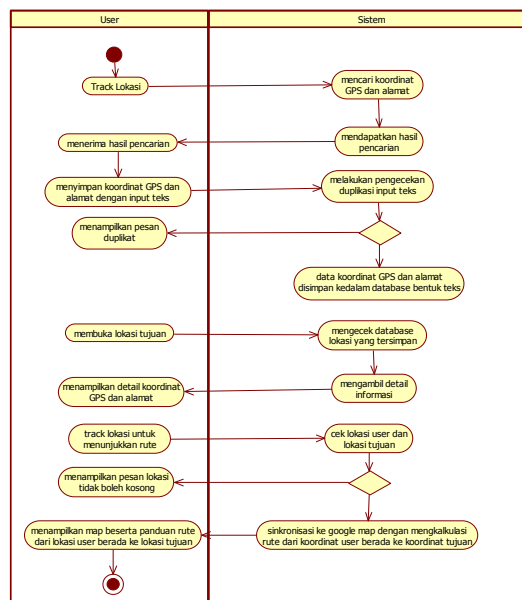 User
Sistem
Track Lokasi
mencari koordinat
GPS dan alamat
menerima hasil pencarian
mendapatkan hasil
pencarian
menyimpan koordinat GPS dan
alamat dengan input teks
melakukan pengecekan
duplikasi input teks
menampilkan pesan
duplikat
data koordinat GPS dan alamat
disimpan kedalam database bentuk teks
membuka lokasi tujuan
mengecek database
lokasi yang tersimpan
menampilkan detail koordinat
GPS dan alamat
mengambil detail
informasi
track lokasi untuk
menunjukkan rute
cek lokasi user dan
lokasi tujuan
menampilkan pesan lokasi
tidak boleh kosong
menampilkan map beserta panduan rute
dari lokasi user berada ke lokasi tujuan
sinkronisasi ke google map dengan mengkalkulasi
rute dari koordinat user berada ke koordinat tujuan